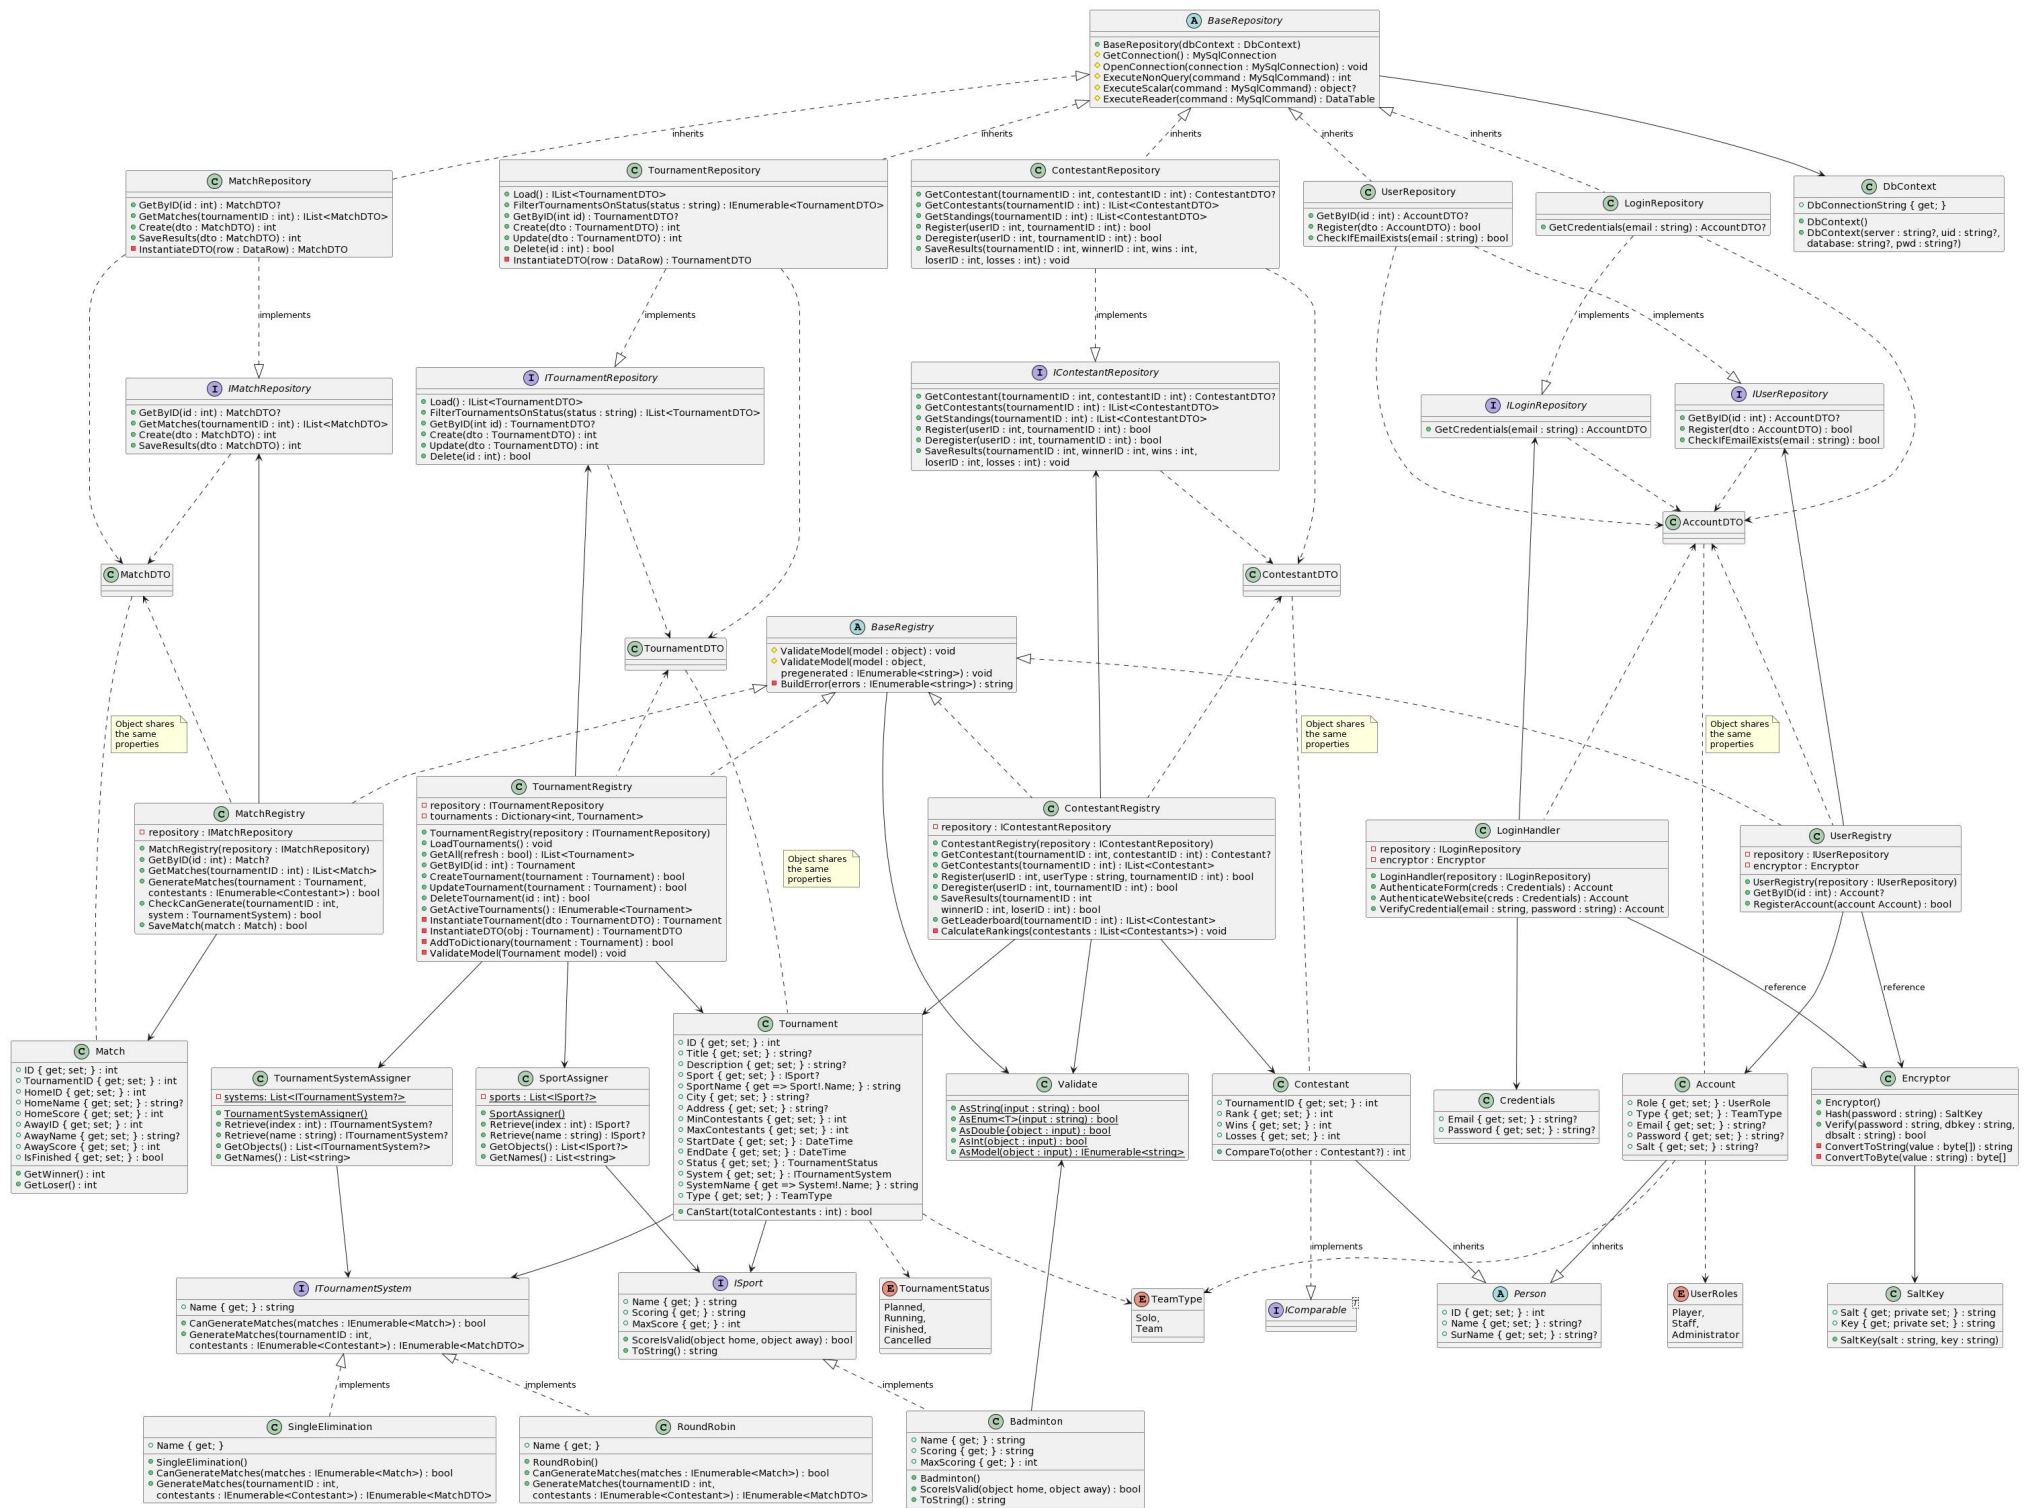 A BaseRepository
BaseRepository(dbContext : DbContext)
GetConnection() : MySqlConnection
OpenConnection(connection : MySqlConnection) : void
ExecuteNonQuery(command : MySqlCommand) : int
ExecuteScalar(command : MySqlCommand) : object?
ExecuteReader(command : MySqlCommand) : DataTable
inherits
inherits
inherits
inherits
inherits
C MatchRepository
GetByID(id : int) : MatchDTO?
GetMatches(tournamentID : int) : IList<MatchDTO>
Create(dto : MatchDTO) : int
SaveResults(dto : MatchDTO) : int
InstantiateDTO(row : DataRow) : MatchDTO
C TournamentRepository
Load() : IList<TournamentDTO>
FilterTournamentsOnStatus(status : string) : IEnumerable<TournamentDTO>
GetByID(int id) : TournamentDTO?
Create(dto : TournamentDTO) : int
Update(dto : TournamentDTO) : int
Delete(id : int) : bool
InstantiateDTO(row : DataRow) : TournamentDTO
C ContestantRepository
GetContestant(tournamentID : int, contestantID : int) : ContestantDTO?
GetContestants(tournamentID : int) : IList<ContestantDTO>
GetStandings(tournamentID : int) : IList<ContestantDTO>
Register(userID : int, tournamentID : int) : bool
Deregister(userID : int, tournamentID : int) : bool
SaveResults(tournamentID : int, winnerID : int, wins : int,
loserID : int, losses : int) : void
C UserRepository
GetByID(id : int) : AccountDTO?
Register(dto : AccountDTO) : bool
CheckIfEmailExists(email : string) : bool
C LoginRepository
GetCredentials(email : string) : AccountDTO?
C DbContext
DbConnectionString { get; }
DbContext()
DbContext(server : string?, uid : string?,
database: string?, pwd : string?)
implements
implements
implements
implements
I IMatchRepository
GetByID(id : int) : MatchDTO?
GetMatches(tournamentID : int) : IList<MatchDTO>
Create(dto : MatchDTO) : int
SaveResults(dto : MatchDTO) : int
I ITournamentRepository
Load() : IList<TournamentDTO>
FilterTournamentsOnStatus(status : string) : IList<TournamentDTO>
GetByID(int id) : TournamentDTO?
Create(dto : TournamentDTO) : int
Update(dto : TournamentDTO) : int
Delete(id : int) : bool
I IContestantRepository
GetContestant(tournamentID : int, contestantID : int) : ContestantDTO?
GetContestants(tournamentID : int) : IList<ContestantDTO>
GetStandings(tournamentID : int) : IList<ContestantDTO>
Register(userID : int, tournamentID : int) : bool
Deregister(userID : int, tournamentID : int) : bool
SaveResults(tournamentID : int, winnerID : int, wins : int,
loserID : int, losses : int) : void
I ILoginRepository
GetCredentials(email : string) : AccountDTO
I IUserRepository
GetByID(id : int) : AccountDTO?
Register(dto : AccountDTO) : bool
CheckIfEmailExists(email : string) : bool
C AccountDTO
C MatchDTO
C ContestantDTO
C TournamentDTO
A BaseRegistry
ValidateModel(model : object) : void
ValidateModel(model : object,
pregenerated : IEnumerable<string>) : void
BuildError(errors : IEnumerable<string>) : string
Object shares
the same
properties
Object shares
the same
properties
Object shares
the same
properties
Object shares
the same
properties
C MatchRegistry
repository : IMatchRepository
MatchRegistry(repository : IMatchRepository)
GetByID(id : int) : Match?
GetMatches(tournamentID : int) : IList<Match>
GenerateMatches(tournament : Tournament,
contestants : IEnumerable<Contestant>) : bool
CheckCanGenerate(tournamentID : int,
system : TournamentSystem) : bool
SaveMatch(match : Match) : bool
C TournamentRegistry
repository : ITournamentRepository
tournaments : Dictionary<int, Tournament>
TournamentRegistry(repository : ITournamentRepository)
LoadTournaments() : void
GetAll(refresh : bool) : IList<Tournament>
GetByID(id : int) : Tournament
CreateTournament(tournament : Tournament) : bool
UpdateTournament(tournament : Tournament) : bool
DeleteTournament(id : int) : bool
GetActiveTournaments() : IEnumerable<Tournament>
InstantiateTournament(dto : TournamentDTO) : Tournament
InstantiateDTO(obj : Tournament) : TournamentDTO
AddToDictionary(tournament : Tournament) : bool
ValidateModel(Tournament model) : void
C ContestantRegistry
repository : IContestantRepository
ContestantRegistry(repository : IContestantRepository)
GetContestant(tournamentID : int, contestantID : int) : Contestant?
GetContestants(tournamentID : int) : IList<Contestant>
Register(userID : int, userType : string, tournamentID : int) : bool
Deregister(userID : int, tournamentID : int) : bool
SaveResults(tournamentID : int
winnerID : int, loserID : int) : bool
GetLeaderboard(tournamentID : int) : IList<Contestant>
CalculateRankings(contestants : IList<Contestants>) : void
C LoginHandler
repository : ILoginRepository
encryptor : Encryptor
LoginHandler(repository : ILoginRepository)
AuthenticateForm(creds : Credentials) : Account
AuthenticateWebsite(creds : Credentials) : Account
VerifyCredential(email : string, password : string) : Account
C UserRegistry
repository : IUserRepository
encryptor : Encryptor
UserRegistry(repository : IUserRepository)
GetByID(id : int) : Account?
RegisterAccount(account Account) : bool
reference
reference
C Match
ID { get; set; } : int
TournamentID { get; set; } : int
HomeID { get; set; } : int
HomeName { get; set; } : string?
HomeScore { get; set; } : int
AwayID { get; set; } : int
AwayName { get; set; } : string?
AwayScore { get; set; } : int
IsFinished { get; set; } : bool
GetWinner() : int
GetLoser() : int
C TournamentSystemAssigner
systems: List<ITournamentSystem?>
TournamentSystemAssigner()
Retrieve(index : int) : ITournamentSystem?
Retrieve(name : string) : ITournamentSystem?
GetObjects() : List<ITournamentSystem?>
GetNames() : List<string>
C SportAssigner
sports : List<ISport?>
SportAssigner()
Retrieve(index : int) : ISport?
Retrieve(name : string) : ISport?
GetObjects() : List<ISport?>
GetNames() : List<string>
C Tournament
ID { get; set; } : int
Title { get; set; } : string?
Description { get; set; } : string?
Sport { get; set; } : ISport?
SportName { get => Sport!.Name; } : string
City { get; set; } : string?
Address { get; set; } : string?
MinContestants { get; set; } : int
MaxContestants { get; set; } : int
StartDate { get; set; } : DateTime
EndDate { get; set; } : DateTime
Status { get; set; } : TournamentStatus
System { get; set; } : ITournamentSystem
SystemName { get => System!.Name; } : string
Type { get; set; } : TeamType
CanStart(totalContestants : int) : bool
C Validate
AsString(input : string) : bool
AsEnum<T>(input : string) : bool
AsDouble{object : input) : bool
AsInt(object : input) : bool
AsModel(object : input) : IEnumerable<string>
C Contestant
TournamentID { get; set; } : int
Rank { get; set; } : int
Wins { get; set; } : int
Losses { get; set; } : int
CompareTo(other : Contestant?) : int
C Credentials
Email { get; set; } : string?
Password { get; set; } : string?
C Account
Role { get; set; } : UserRole
Type { get; set; } : TeamType
Email { get; set; } : string?
Password { get; set; } : string?
Salt { get; set; } : string?
C Encryptor
Encryptor()
Hash(password : string) : SaltKey
Verify(password : string, dbkey : string,
dbsalt : string) : bool
ConvertToString(value : byte[]) : string
ConvertToByte(value : string) : byte[]
implements
inherits
inherits
I ITournamentSystem
Name { get; } : string
CanGenerateMatches(matches : IEnumerable<Match>) : bool
GenerateMatches(tournamentID : int,
contestants : IEnumerable<Contestant>) : IEnumerable<MatchDTO>
I ISport
Name { get; } : string
Scoring { get; } : string
MaxScore { get; } : int
ScoreIsValid(object home, object away) : bool
ToString() : string
E TournamentStatus
Planned,
Running,
Finished,
Cancelled
E TeamType
Solo,
Team
I IComparable T
A Person
ID { get; set; } : int
Name { get; set; } : string?
SurName { get; set; } : string?
E UserRoles
Player,
Staff,
Administrator
C SaltKey
Salt { get; private set; } : string
Key { get; private set; } : string
SaltKey(salt : string, key : string)
implements
implements
implements
C SingleElimination
Name { get; }
SingleElimination()
CanGenerateMatches(matches : IEnumerable<Match>) : bool
GenerateMatches(tournamentID : int,
contestants : IEnumerable<Contestant>) : IEnumerable<MatchDTO>
C RoundRobin
Name { get; }
RoundRobin()
CanGenerateMatches(matches : IEnumerable<Match>) : bool
GenerateMatches(tournamentID : int,
contestants : IEnumerable<Contestant>) : IEnumerable<MatchDTO>
C Badminton
Name { get; } : string
Scoring { get; } : string
MaxScoring { get; } : int
Badminton()
ScoreIsValid(object home, object away) : bool
ToString() : string